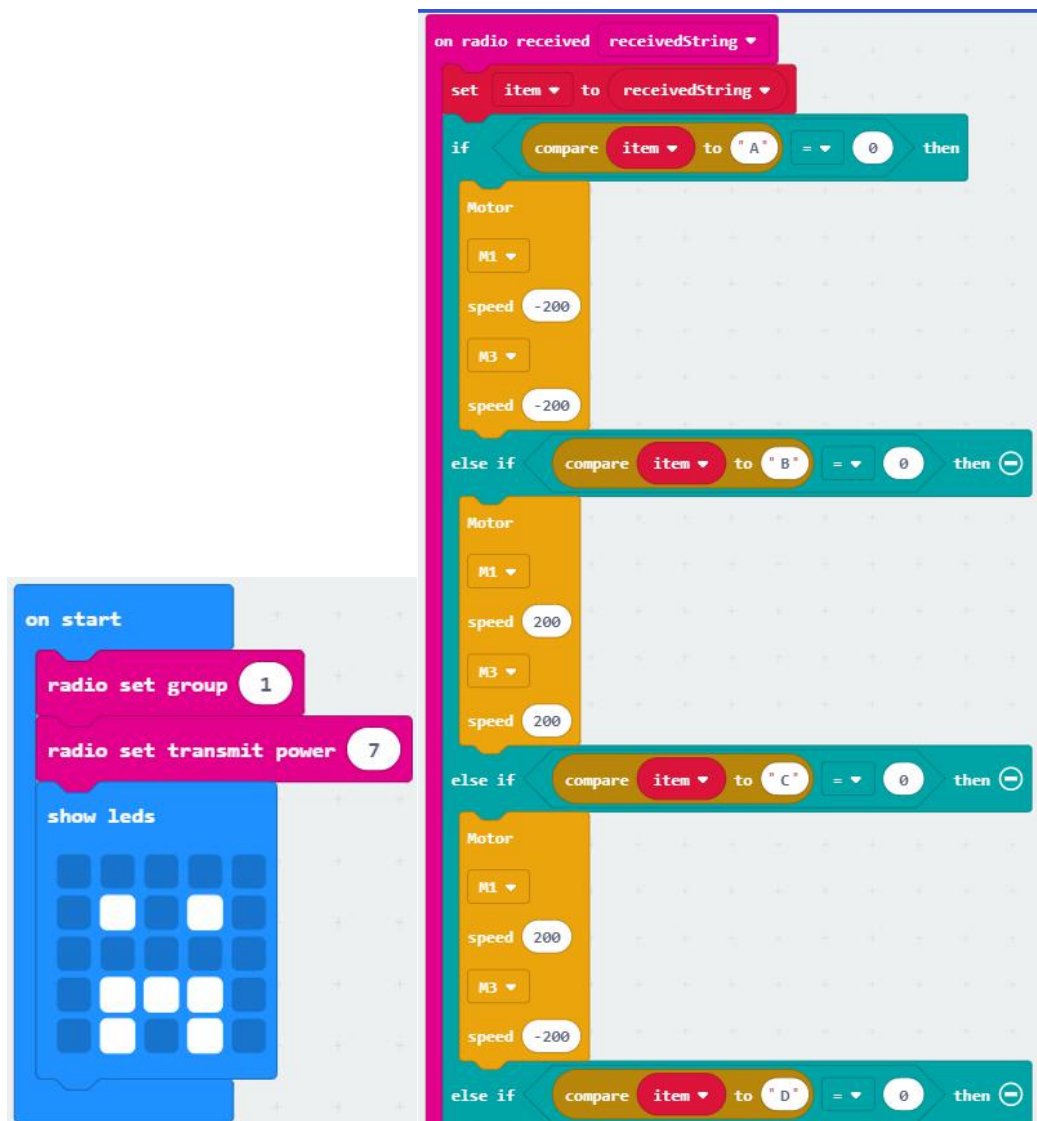 on start
radio set group 1
radio set transmit power 7
show leds
on radio received receivedString
set item to receivedString
if compare item to "A" = 0 then
Motor
M1
speed -200
M3
speed -200
else if compare item to "B" = 0 then
Motor
M1
speed 200
M3
speed 200
else if compare item to "C" = 0 then
Motor
M1
speed 200
M3
speed -200
else if compare item to "D" = 0 then